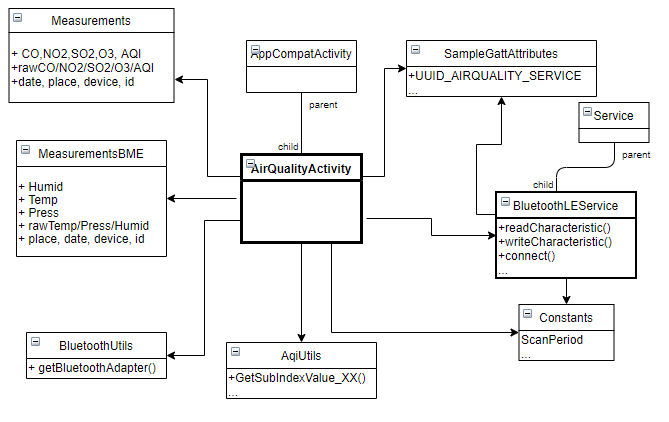 Measurements
+ CO,NO2,SO2,O3, AQI
+rawCO/NO2/SO2/O3/AQI
+date, place, device, id
AppCompatActivity
parent
child
SampleGattAttributes
+UUID_AIRQUALITY_SERVICE
...
Service
parent
child
MeasurementsBME
+ Humid
+ Temp
+ Press
+ rawTemp/Press/Humid
+ place, date, device, id
AirQualityActivity
BluetoothLEService
+readCharacteristic()
+writeCharacteristic()
+connect()
...
BluetoothUtils
+ getBluetoothAdapter()
AqiUtils
+GetSubIndexValue_XX()
...
Constants
ScanPeriod
...